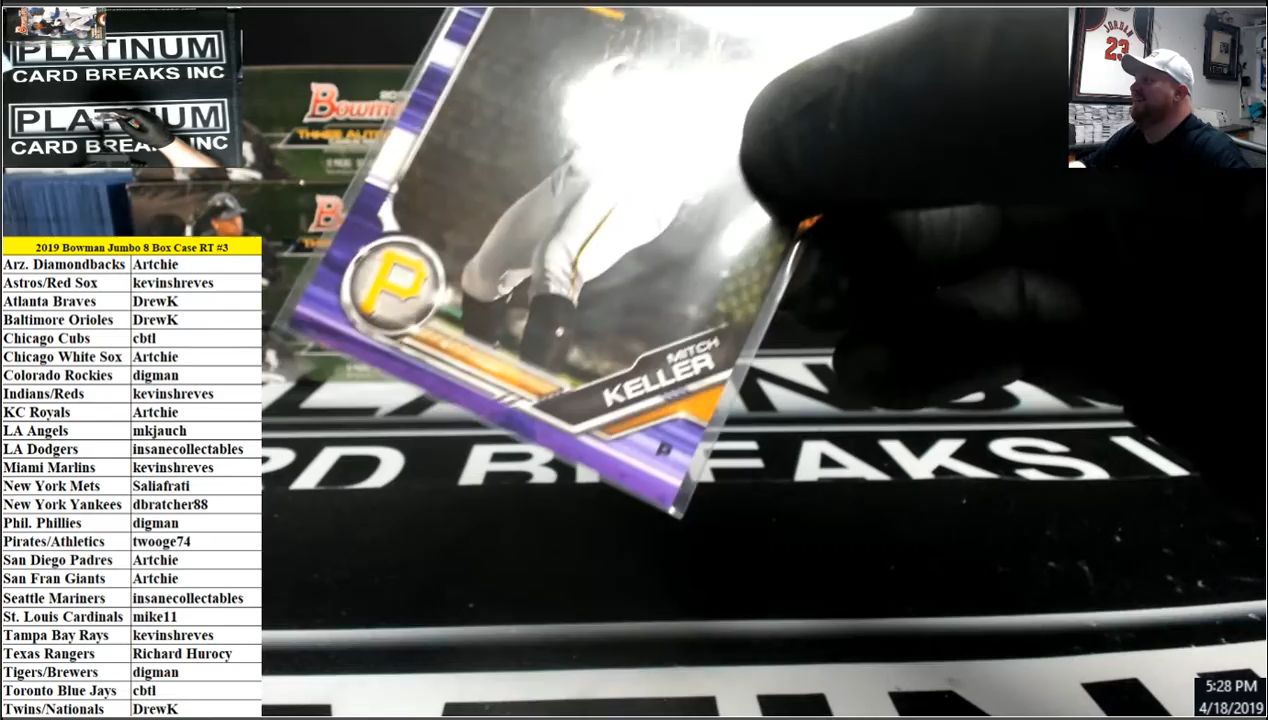 PLATINUM
CARD BREAKS INC
PLATINUM
CARD BREAKS INC
JORDAN
23
P
MITCH
KELLER
P
2019 Bowman Jumbo 8 Box Case RT #3
Arz. Diamondbacks Artchie
Astros/Red Sox kevinshreves
Atlanta Braves DrewK
Baltimore Orioles DrewK
Chicago Cubs cbtl
Chicago White Sox Artchie
Colorado Rockies digman
Indians/Reds kevinshreves
KC Royals Artchie
LA Angels mkjauch
LA Dodgers insanecollectables
Miami Marlins kevinshreves
New York Mets Saliafrati
New York Yankees dbratcher88
Phil. Phillies digman
Pirates/Athletics twooge74
San Diego Padres Artchie
San Fran Giants Artchie
Seattle Mariners insanecollectables
St. Louis Cardinals mike11
Tampa Bay Rays kevinshreves
Texas Rangers Richard Hurocy
Tigers/Brewers digman
Toronto Blue Jays cbtl
Twins/Nationals DrewK
5:28 PM
4/18/2019